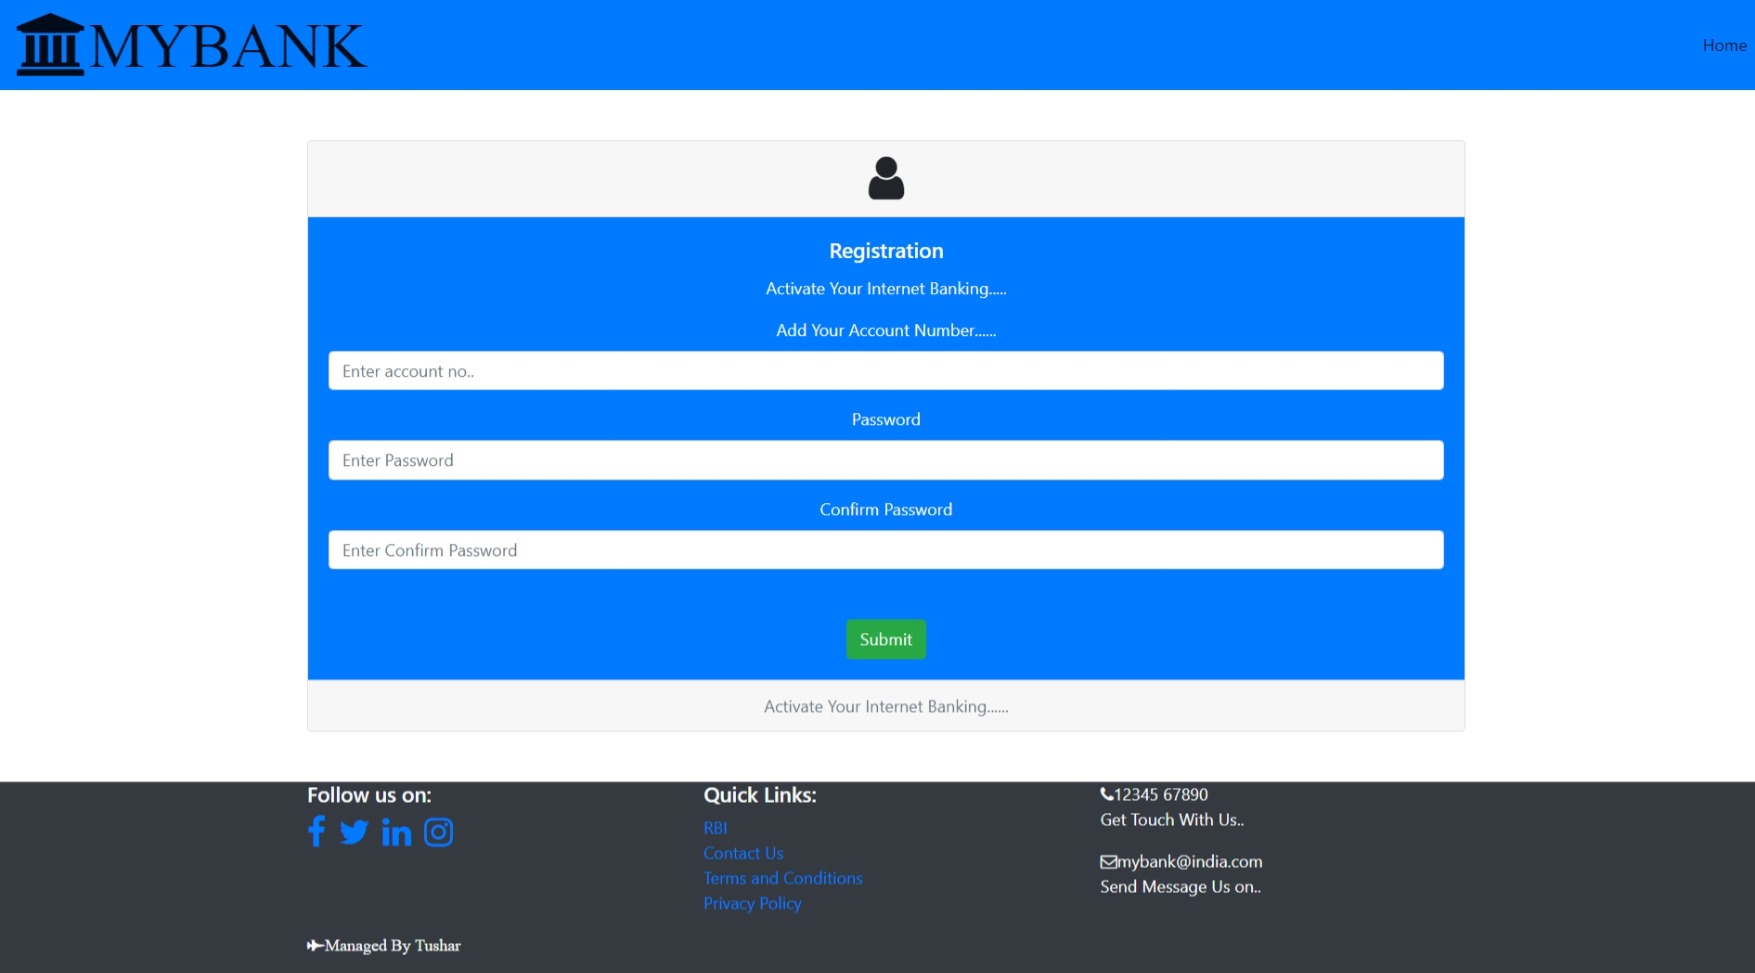 MYBANK
Home
Registration
Activate Your Internet Banking.....
Add Your Account Number......
Enter account no..
Password
Enter Password
Confirm Password
Enter Confirm Password
Submit
Activate Your Internet Banking......
Follow us on:
Quick Links:
RBI
Contact Us
Terms and Conditions
Privacy Policy
12345 67890
Get Touch With Us..
mybank@india.com
Send Message Us on..
Managed By Tushar